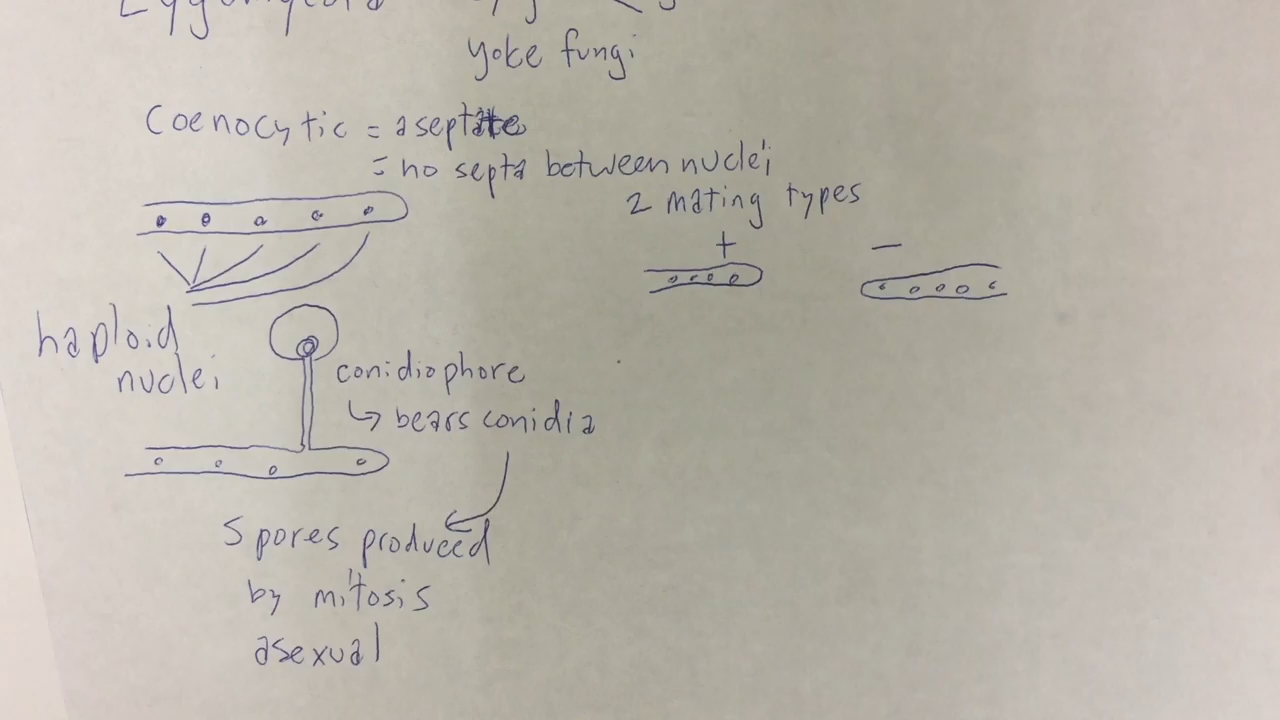 yoke fungi
Coenocytic = aseptate
= no septa between nuclei
2 mating types
+ −
haploid
nuclei
conidiophore
↳ bears conidia
Spores produced
by mitosis
asexual